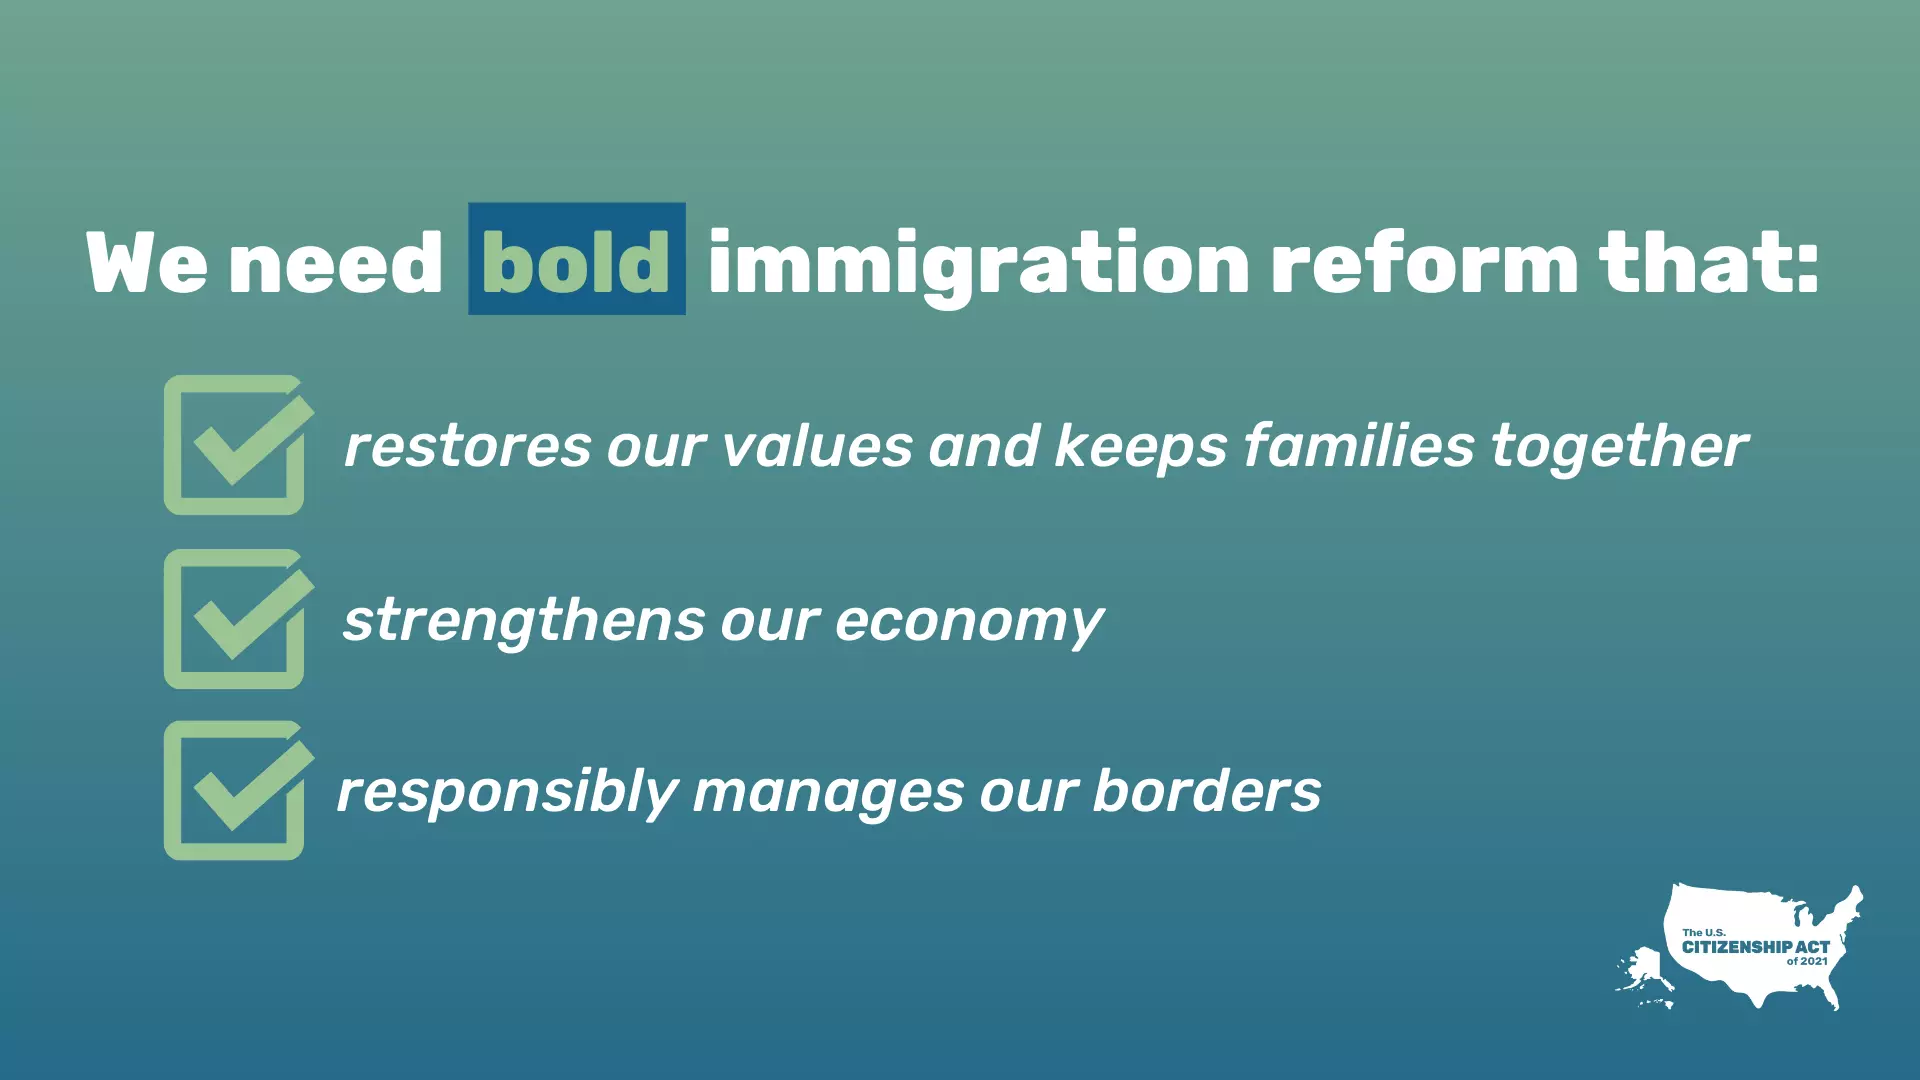 We need bold immigration reform that:
restores our values and keeps families together
strengthens our economy
responsibly manages our borders
The U.S.
CITIZENSHIP ACT
of 2021